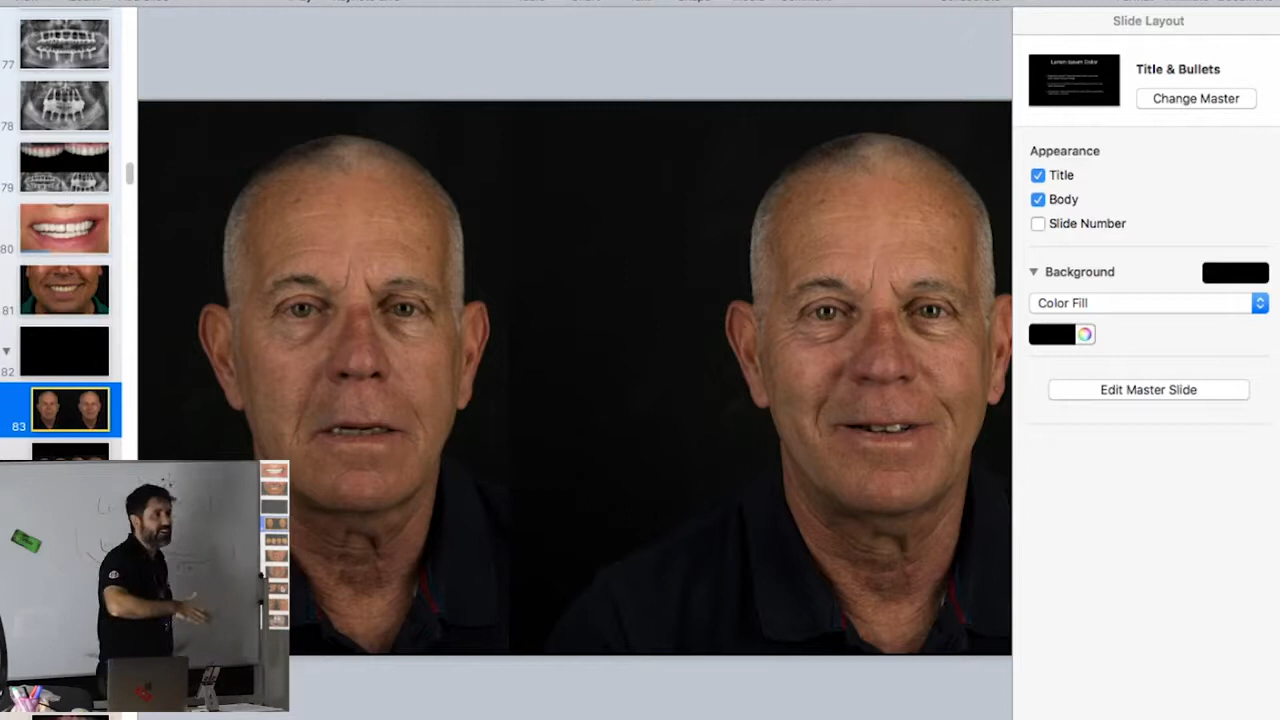 Slide Layout
Title & Bullets
Change Master
Appearance
Title
Body
Slide Number
Background
Color Fill
Edit Master Slide
77
78
79
80
81
82
83